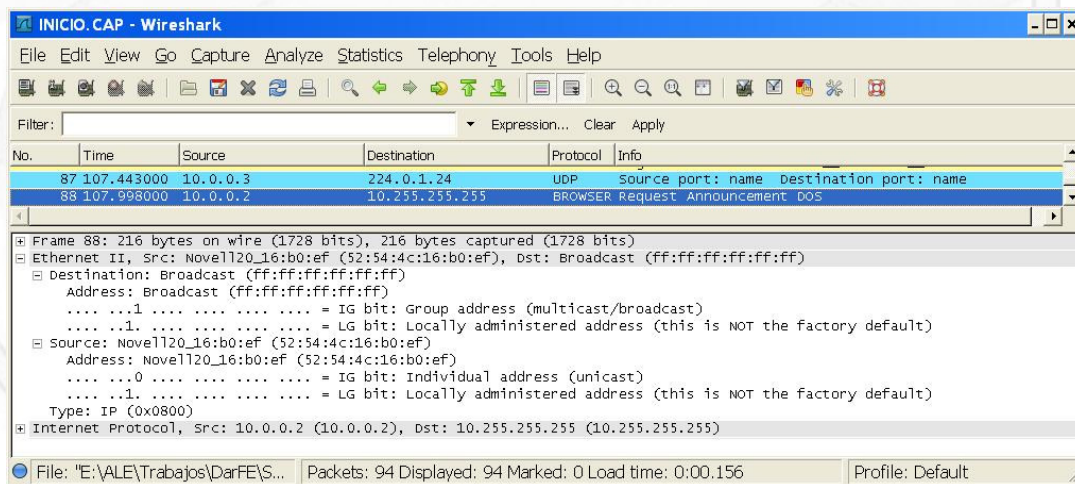 INICIO.CAP - Wireshark
File Edit View Go Capture Analyze Statistics Telephony Tools Help
Filter: Expression... Clear Apply
No. Time Source Destination Protocol Info
87 107.443000 10.0.0.3 224.0.1.24 UDP Source port: name Destination port: name
88 107.998000 10.0.0.2 10.255.255.255 BROWSER Request Announcement DOS
Frame 88: 216 bytes on wire (1728 bits), 216 bytes captured (1728 bits)
Ethernet II, Src: Novell20_16:b0:ef (52:54:4c:16:b0:ef), Dst: Broadcast (ff:ff:ff:ff:ff:ff)
Destination: Broadcast (ff:ff:ff:ff:ff:ff)
Address: Broadcast (ff:ff:ff:ff:ff:ff)
.... ...1 .... .... .... .... = IG bit: Group address (multicast/broadcast)
.... ..1. .... .... .... .... = LG bit: Locally administered address (this is NOT the factory default)
Source: Novell20_16:b0:ef (52:54:4c:16:b0:ef)
Address: Novell20_16:b0:ef (52:54:4c:16:b0:ef)
.... ...0 .... .... .... .... = IG bit: Individual address (unicast)
.... ..1. .... .... .... .... = LG bit: Locally administered address (this is NOT the factory default)
Type: IP (0x0800)
Internet Protocol, Src: 10.0.0.2 (10.0.0.2), Dst: 10.255.255.255 (10.255.255.255)
File: "E:\ALE\Trabajos\DarFE\S... Packets: 94 Displayed: 94 Marked: 0 Load time: 0:00.156 Profile: Default